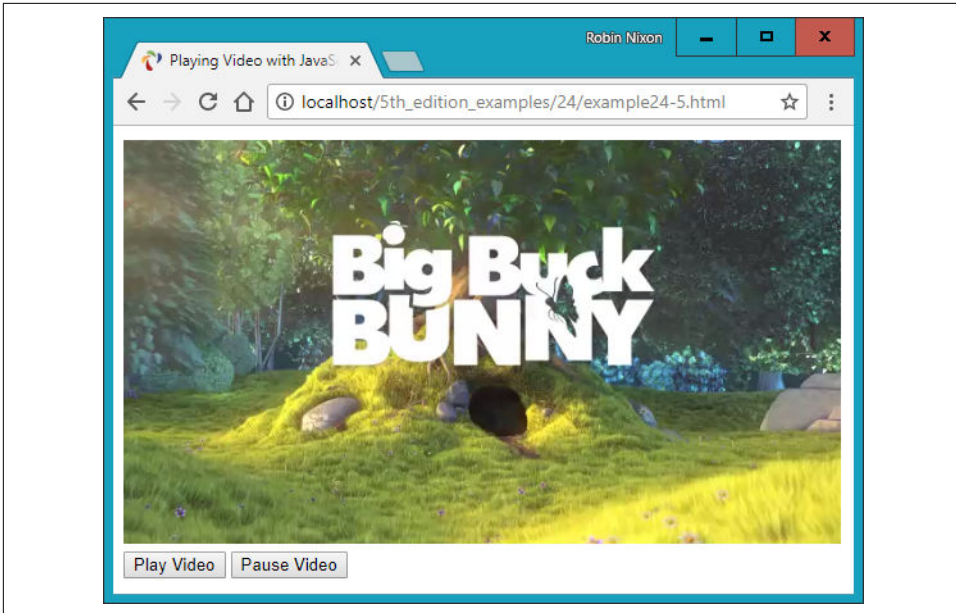 Robin Nixon
Playing Video with JavaS
localhost/5th_edition_examples/24/example24-5.html
Big Buck
BUNNY
Play Video Pause Video